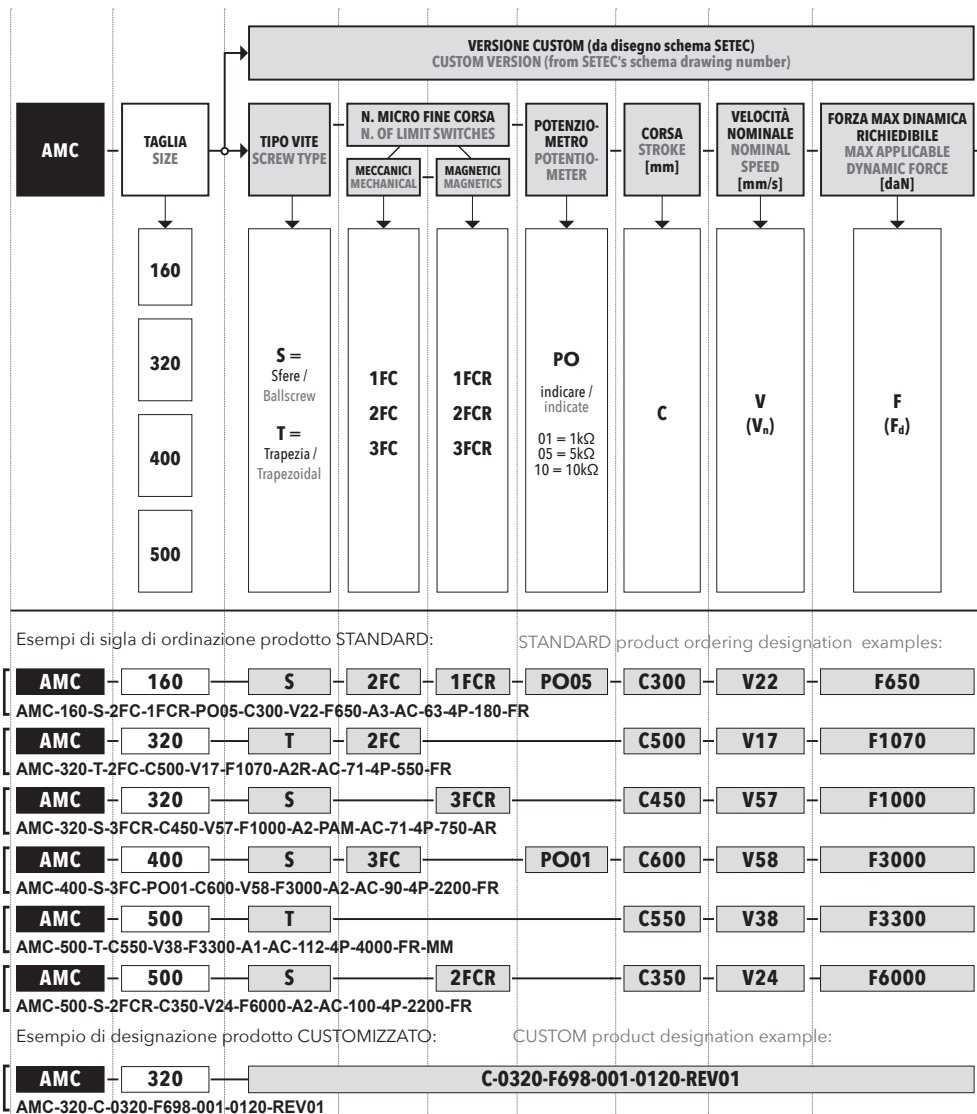 VERSIONE CUSTOM (da disegno schema SETEC)
CUSTOM VERSION (from SETEC's schema drawing number)
AMC
TAGLIA
SIZE
TIPO VITE
SCREW TYPE
N. MICRO FINE CORSA
N. OF LIMIT SWITCHES
MECCANICI
MECHANICAL
MAGNETICI
MAGNETICS
POTENZIO-
METRO
POTENTIO-
METER
CORSA
STROKE
[mm]
VELOCITÀ
NOMINALE
NOMINAL
SPEED
[mm/s]
FORZA MAX DINAMICA
RICHIEDIBILE
MAX APPLICABLE
DYNAMIC FORCE
[daN]
160
320
400
500
S =
Sfere /
Ballscrew
T =
Trapezia /
Trapezoidal
1FC
2FC
3FC
1FCR
2FCR
3FCR
PO
indicare /
indicate
01 = 1kΩ
05 = 5kΩ
10 = 10kΩ
C
V
(Vn)
F
(Fd)
Esempi di sigla di ordinazione prodotto STANDARD: STANDARD product ordering designation examples:
AMC 160 S 2FC 1FCR PO05 C300 V22 F650
AMC-160-S-2FC-1FCR-PO05-C300-V22-F650-A3-AC-63-4P-180-FR
AMC 320 T 2FC C500 V17 F1070
AMC-320-T-2FC-C500-V17-F1070-A2R-AC-71-4P-550-FR
AMC 320 S 3FCR C450 V57 F1000
AMC-320-S-3FCR-C450-V57-F1000-A2-PAM-AC-71-4P-750-AR
AMC 400 S 3FC PO01 C600 V58 F3000
AMC-400-S-3FC-PO01-C600-V58-F3000-A2-AC-90-4P-2200-FR
AMC 500 T C550 V38 F3300
AMC-500-T-C550-V38-F3300-A1-AC-112-4P-4000-FR-MM
AMC 500 S 2FCR C350 V24 F6000
AMC-500-S-2FCR-C350-V24-F6000-A2-AC-100-4P-2200-FR
Esempio di designazione prodotto CUSTOMIZZATO: CUSTOM product designation example:
AMC 320 C-0320-F698-001-0120-REV01
AMC-320-C-0320-F698-001-0120-REV01